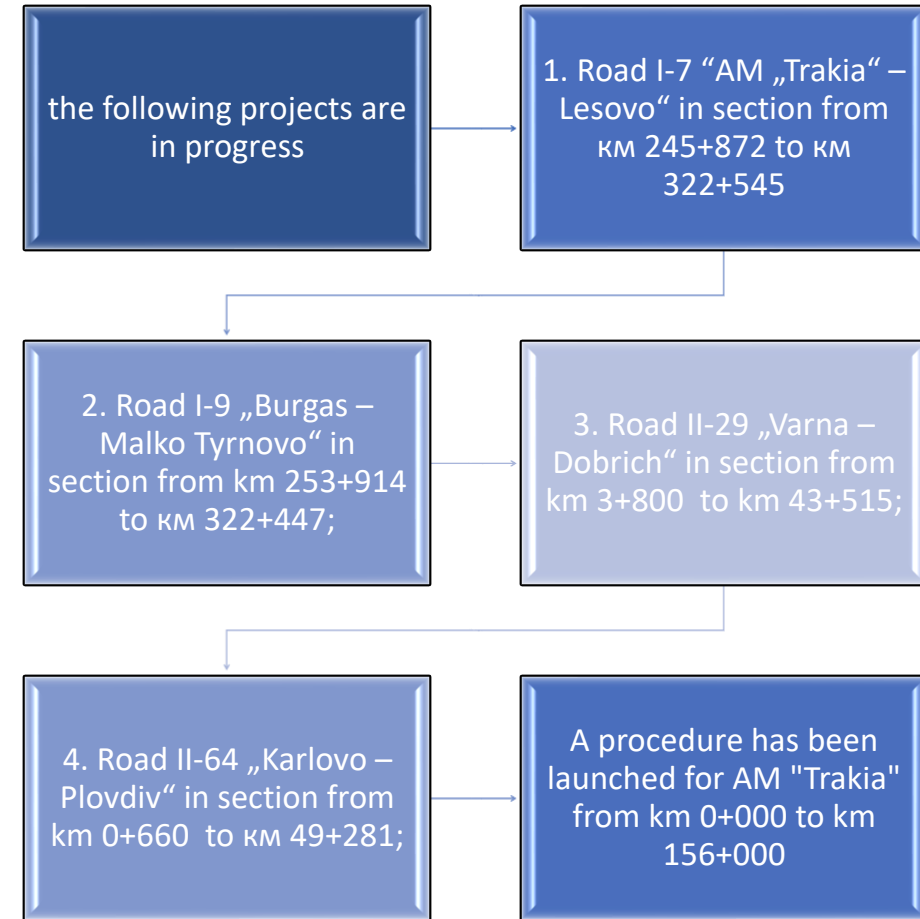 the following projects are
in progress
1. Road I-7 “AM „Trakia“ –
Lesovo“ in section from
км 245+872 to км
322+545
2. Road I-9 „Burgas –
Malko Tyrnovo“ in
section from km 253+914
to км 322+447;
3. Road II-29 „Varna –
Dobrich“ in section from
km 3+800  to km 43+515;
4. Road II-64 „Karlovo –
Plovdiv“ in section from
km 0+660  to км 49+281;
A procedure has been
launched for AM "Trakia"
from km 0+000 to km
156+000